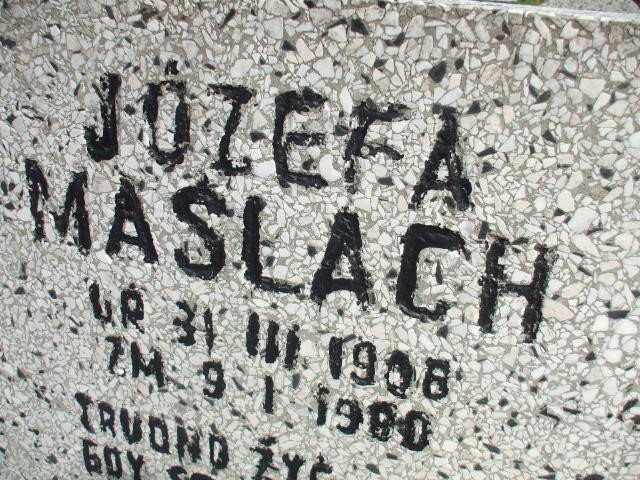 JÓZEFA
MASLACH
UR 31 III 1908
ZM 9 I 1980
TRUDNO ŻYĆ
GDY